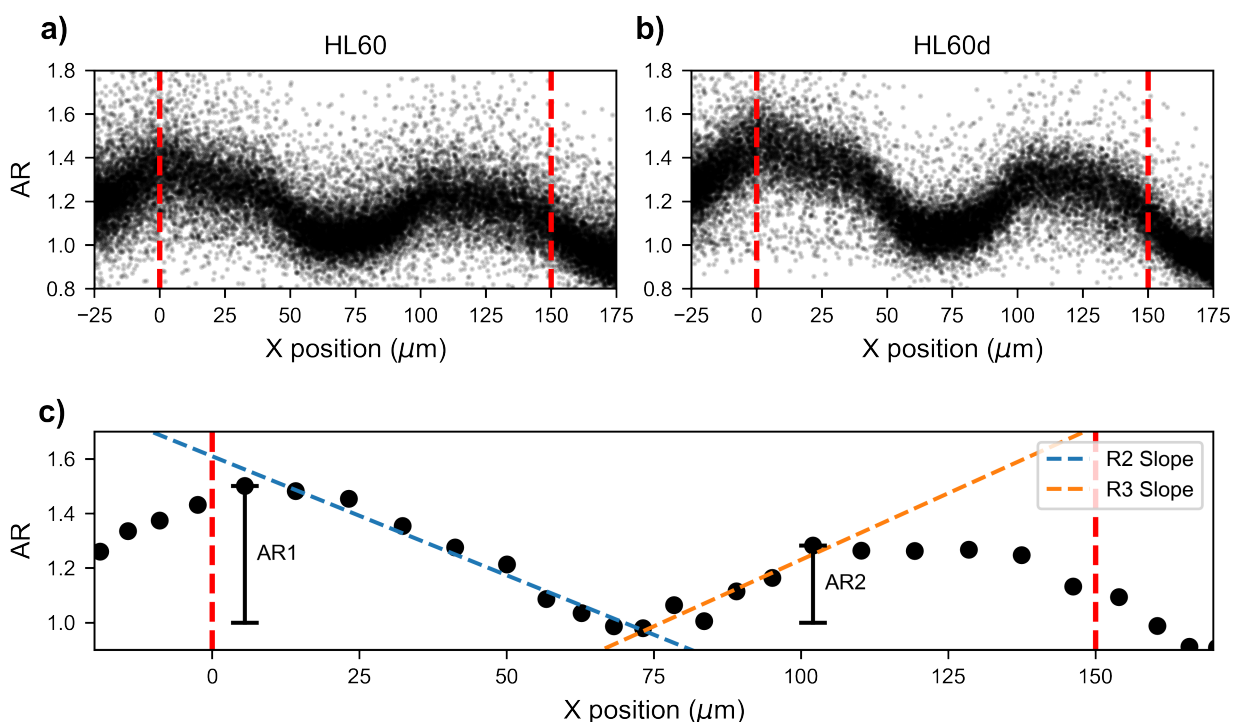 a)
HL60
1.8
1.6
1.4
1.2
1.0
0.8
AR
−25 0 25 50 75 100 125 150 175
X position (μm)
b)
HL60d
1.8
1.6
1.4
1.2
1.0
0.8
−25 0 25 50 75 100 125 150 175
X position (μm)
c)
1.6
1.4
1.2
1.0
AR
AR1
AR2
R2 Slope
R3 Slope
0 25 50 75 100 125 150
X position (μm)